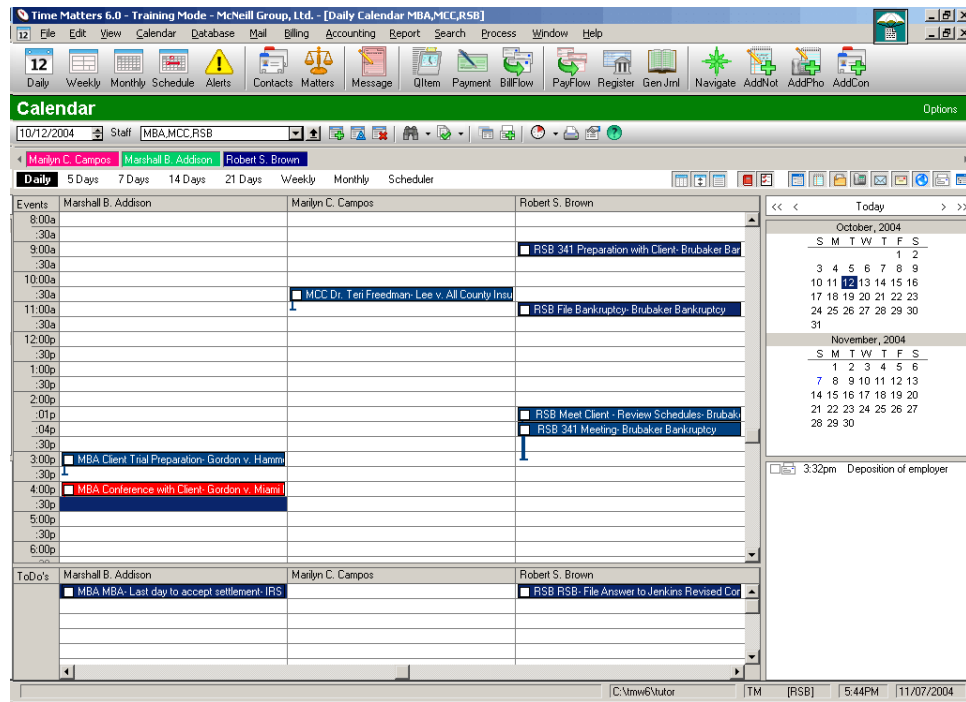 Time Matters 6.0 - Training Mode - McNeill Group, Ltd. - [Daily Calendar MBA,MCC,RSB]
12 File Edit View Calendar Database Mail Billing Accounting Report Search Process Window Help
12
Daily Weekly Monthly Schedule Alerts Contacts Matters Message QItem Payment BillFlow PayFlow Register Gen Jrnl Navigate AddNot AddPho AddCon
Calendar Options
10/12/2004 Staff MBA,MCC,RSB
Marilyn C. Campos Marshall B. Addison Robert S. Brown
Daily 5 Days 7 Days 14 Days 21 Days Weekly Monthly Scheduler
Events Marshall B. Addison Marilyn C. Campos Robert S. Brown
<< < Today > >>
8:00a
:30a
9:00a RSB 341 Preparation with Client- Brubaker Bar
:30a
10:00a
:30a MCC Dr. Teri Freedman- Lee v. All County Insu
11:00a RSB File Bankruptcy- Brubaker Bankruptcy
:30a
12:00p
:30p
1:00p
:30p
2:00p
:01p RSB Meet Client - Review Schedules- Brubak
:04p RSB 341 Meeting- Brubaker Bankruptcy
:30p
3:00p MBA Client Trial Preparation- Gordon v. Hamm
:30p
4:00p MBA Conference with Client- Gordon v. Miami
:30p
5:00p
:30p
6:00p
October, 2004
S M T W T F S
1 2
3 4 5 6 7 8 9
10 11 12 13 14 15 16
17 18 19 20 21 22 23
24 25 26 27 28 29 30
31
November, 2004
S M T W T F S
1 2 3 4 5 6
7 8 9 10 11 12 13
14 15 16 17 18 19 20
21 22 23 24 25 26 27
28 29 30
3:32pm Deposition of employer
ToDo's Marshall B. Addison Marilyn C. Campos Robert S. Brown
MBA MBA- Last day to accept settlement- IRS RSB RSB- File Answer to Jenkins Revised Cor
C:\tmw6\tutor TM [RSB] 5:44PM 11/07/2004